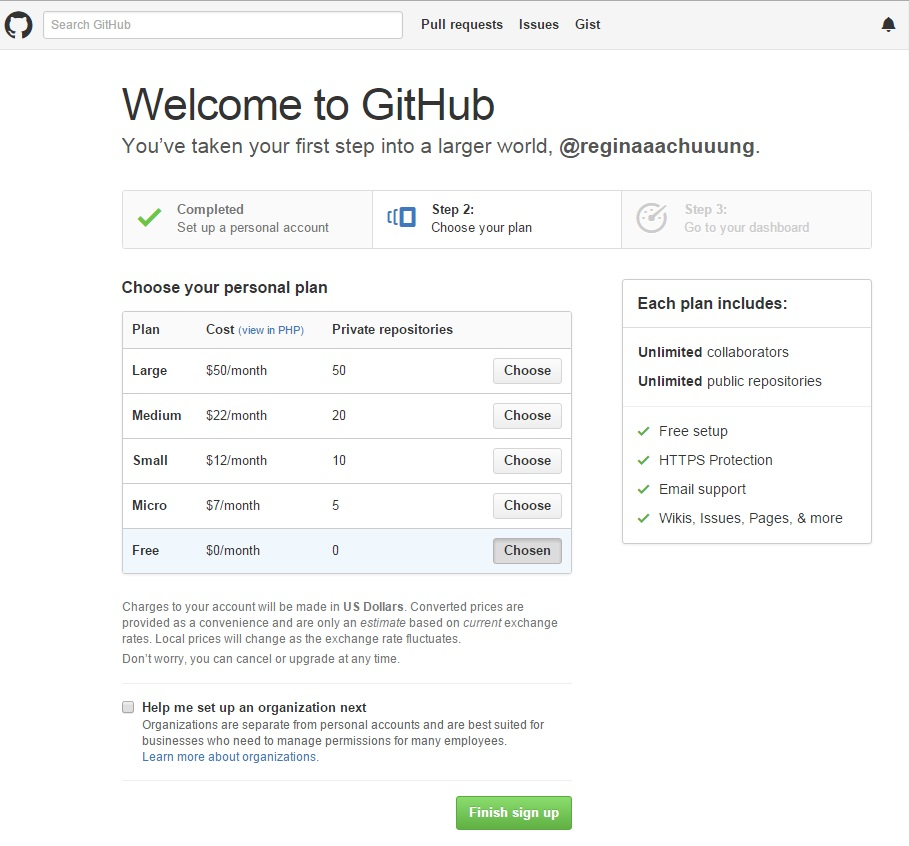 Search GitHub Pull requests Issues Gist
Welcome to GitHub
You've taken your first step into a larger world, @reginaaachuuung.
Completed
Set up a personal account
Step 2:
Choose your plan
Step 3:
Go to your dashboard
Choose your personal plan
Plan Cost (view in PHP) Private repositories
Large $50/month 50 Choose
Medium $22/month 20 Choose
Small $12/month 10 Choose
Micro $7/month 5 Choose
Free $0/month 0 Chosen
Charges to your account will be made in US Dollars. Converted prices are
provided as a convenience and are only an estimate based on current exchange
rates. Local prices will change as the exchange rate fluctuates.
Don't worry, you can cancel or upgrade at any time.
Help me set up an organization next
Organizations are separate from personal accounts and are best suited for
businesses who need to manage permissions for many employees.
Learn more about organizations.
Finish sign up
Each plan includes:
Unlimited collaborators
Unlimited public repositories
Free setup
HTTPS Protection
Email support
Wikis, Issues, Pages, & more